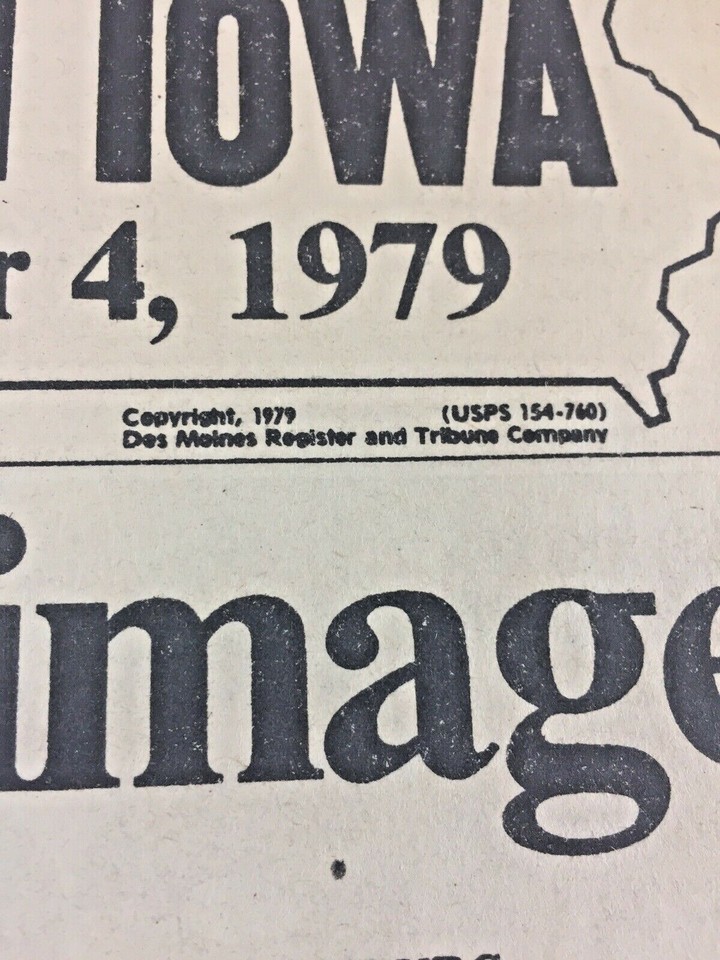 IOWA
r 4, 1979
Copyright, 1979 (USPS 154-760)
Des Moines Register and Tribune Company
image